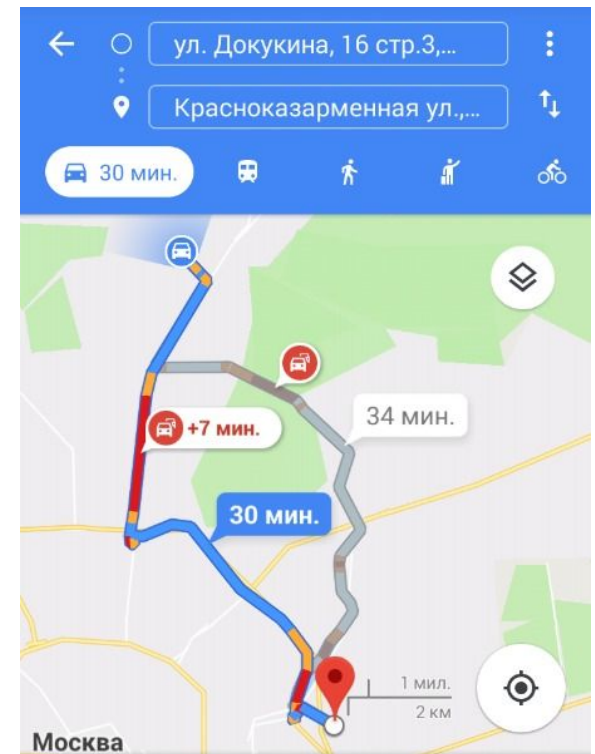 ул. Докукина, 16 стр.3,...
Красноказарменная ул.,...
30 мин.
34 мин.
+7 мин.
30 мин.
1 мил.
2 км
Москва